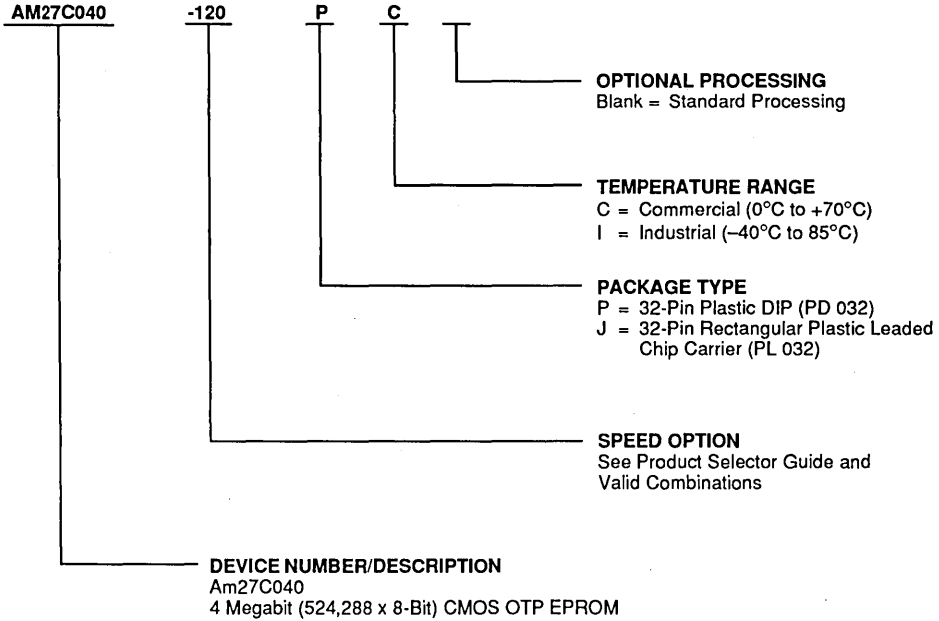 AM27C040 -120 P C
OPTIONAL PROCESSING
Blank = Standard Processing
TEMPERATURE RANGE
C = Commercial (0°C to +70°C)
I = Industrial (–40°C to 85°C)
PACKAGE TYPE
P = 32-Pin Plastic DIP (PD 032)
J = 32-Pin Rectangular Plastic Leaded
Chip Carrier (PL 032)
SPEED OPTION
See Product Selector Guide and
Valid Combinations
DEVICE NUMBER/DESCRIPTION
Am27C040
4 Megabit (524,288 x 8-Bit) CMOS OTP EPROM